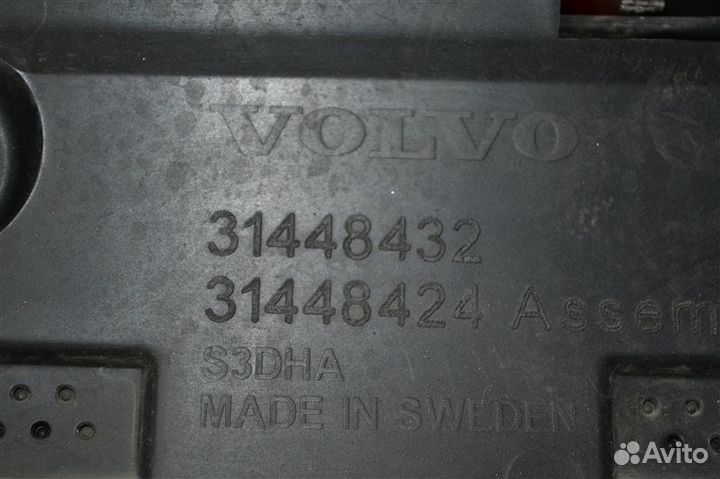 VOLVO
31448432
31448424 Assem
S3DHA
MADE IN SWEDEN
Avito